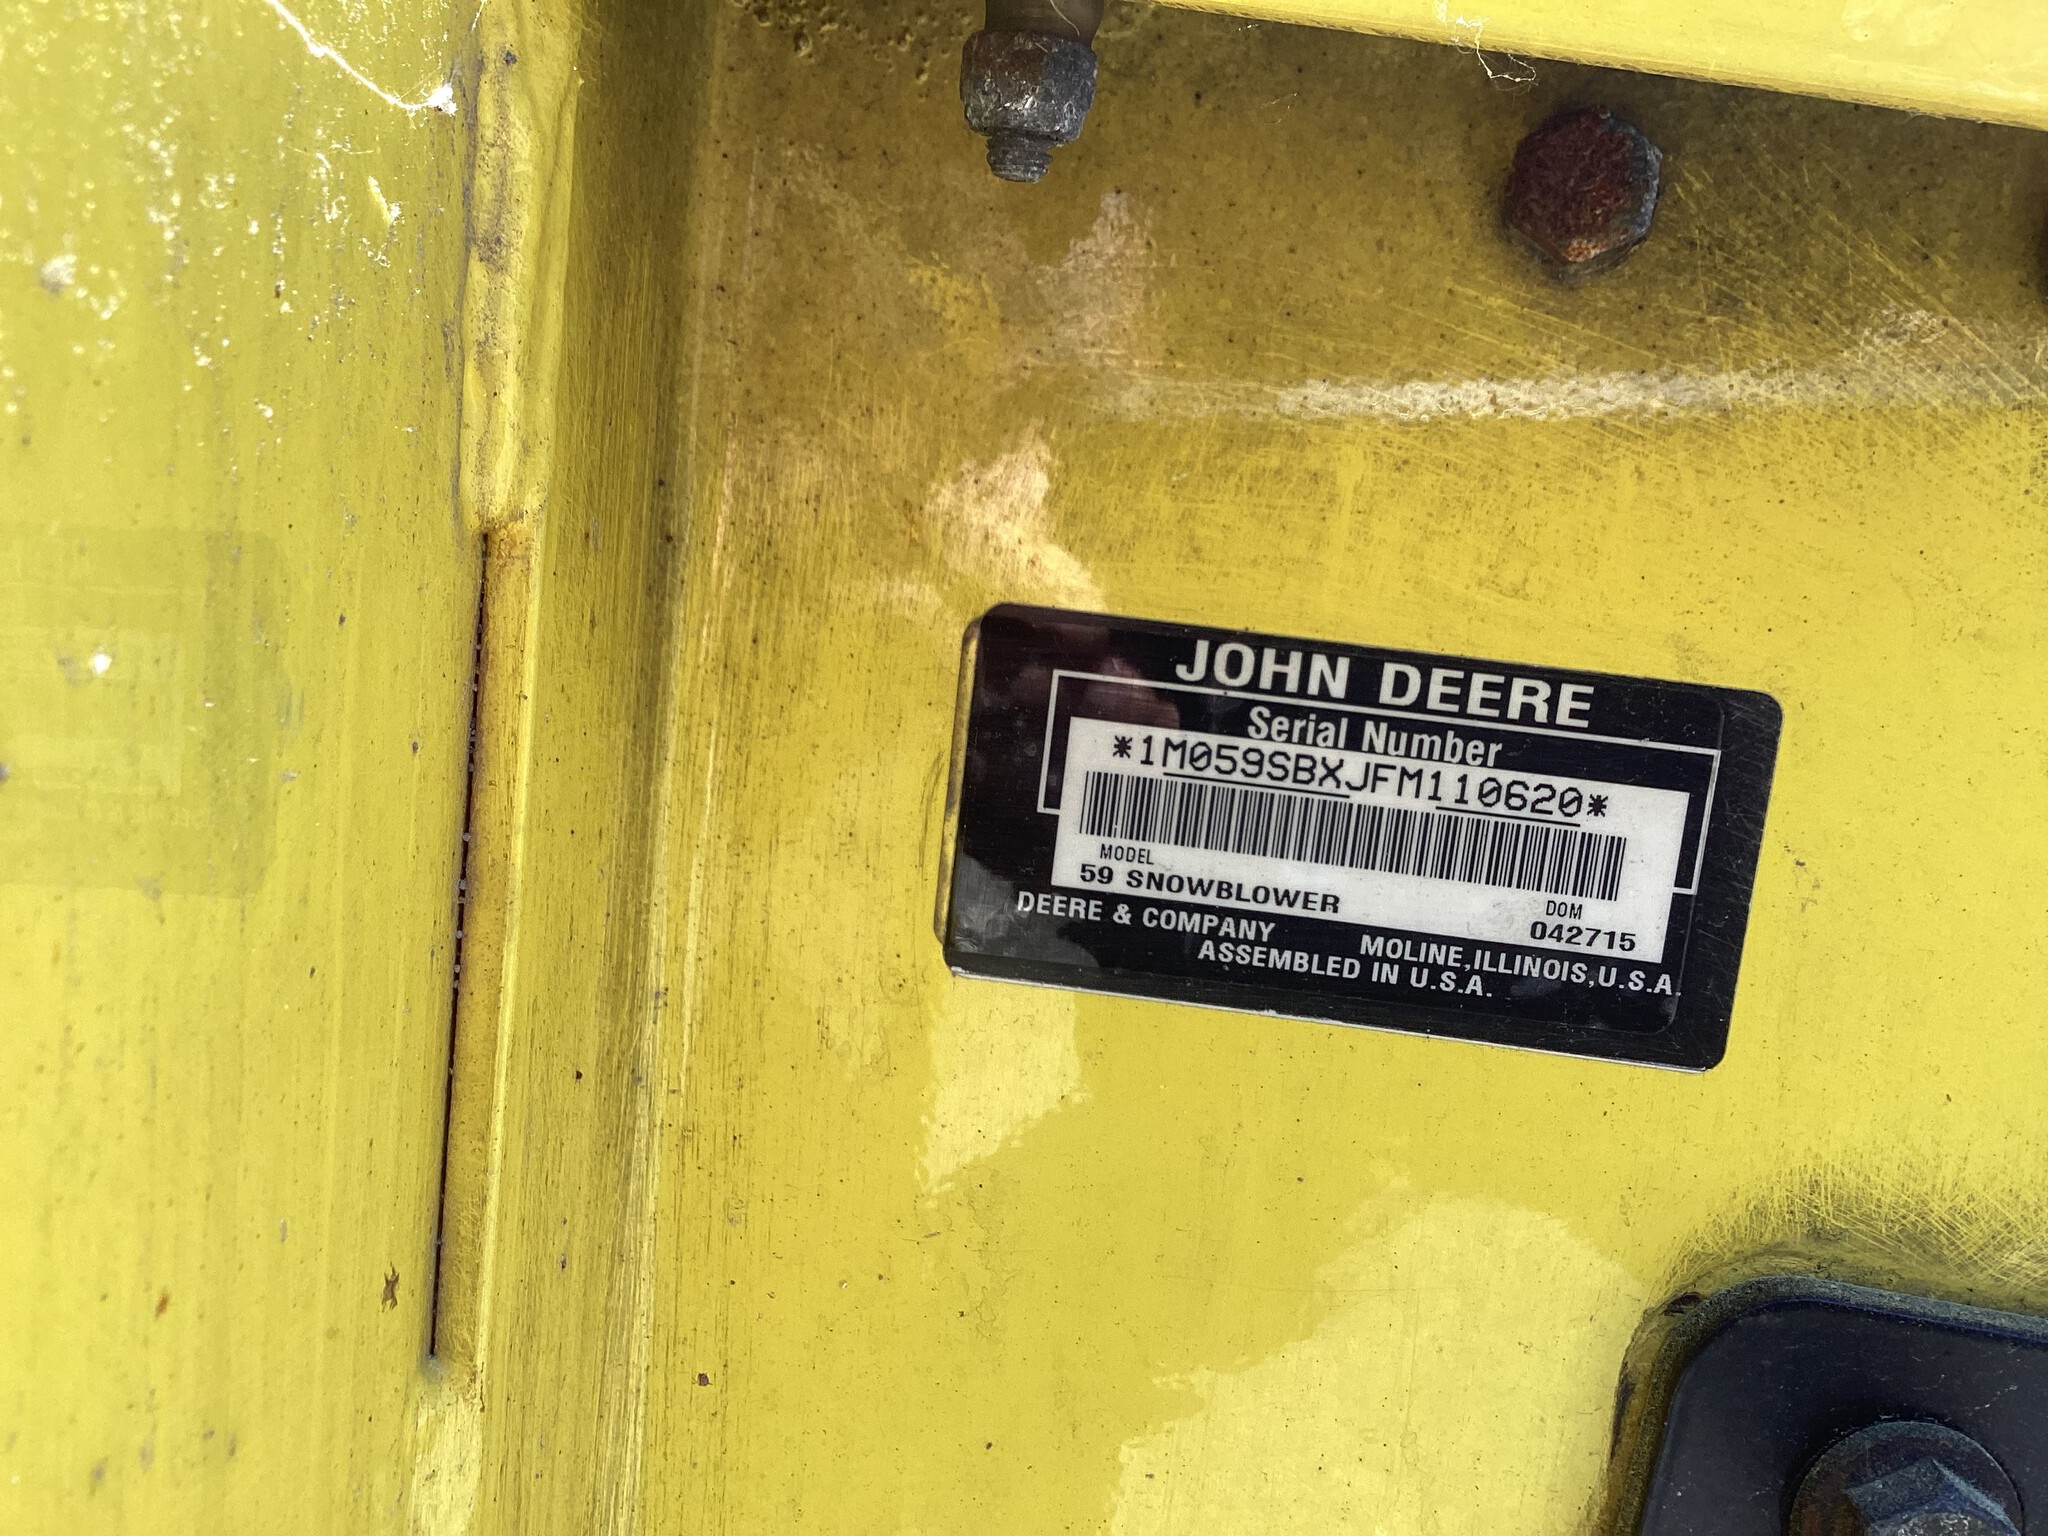 JOHN DEERE
Serial Number
*1M059SBXJFM110620*
MODEL
59 SNOWBLOWER
DOM
042715
DEERE & COMPANY MOLINE, ILLINOIS, U.S.A.
ASSEMBLED IN U.S.A.